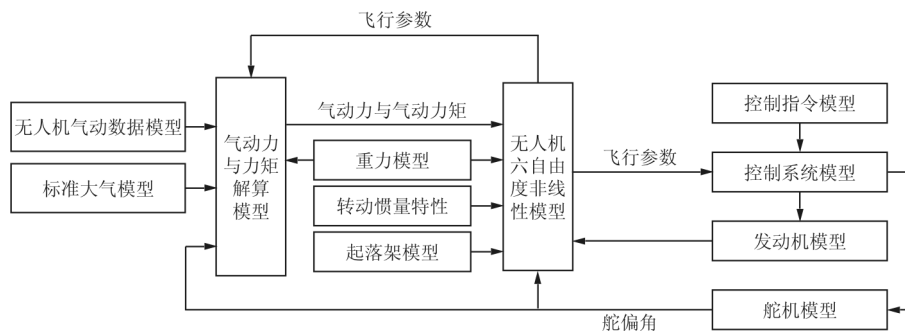 飞行参数
无人机气动数据模型
标准大气模型
气动力
与力矩
解算
模型
气动力与气动力矩
重力模型
转动惯量特性
起落架模型
无人机
六自由
度非线
性模型
飞行参数
控制指令模型
控制系统模型
发动机模型
舵机模型
舵偏角